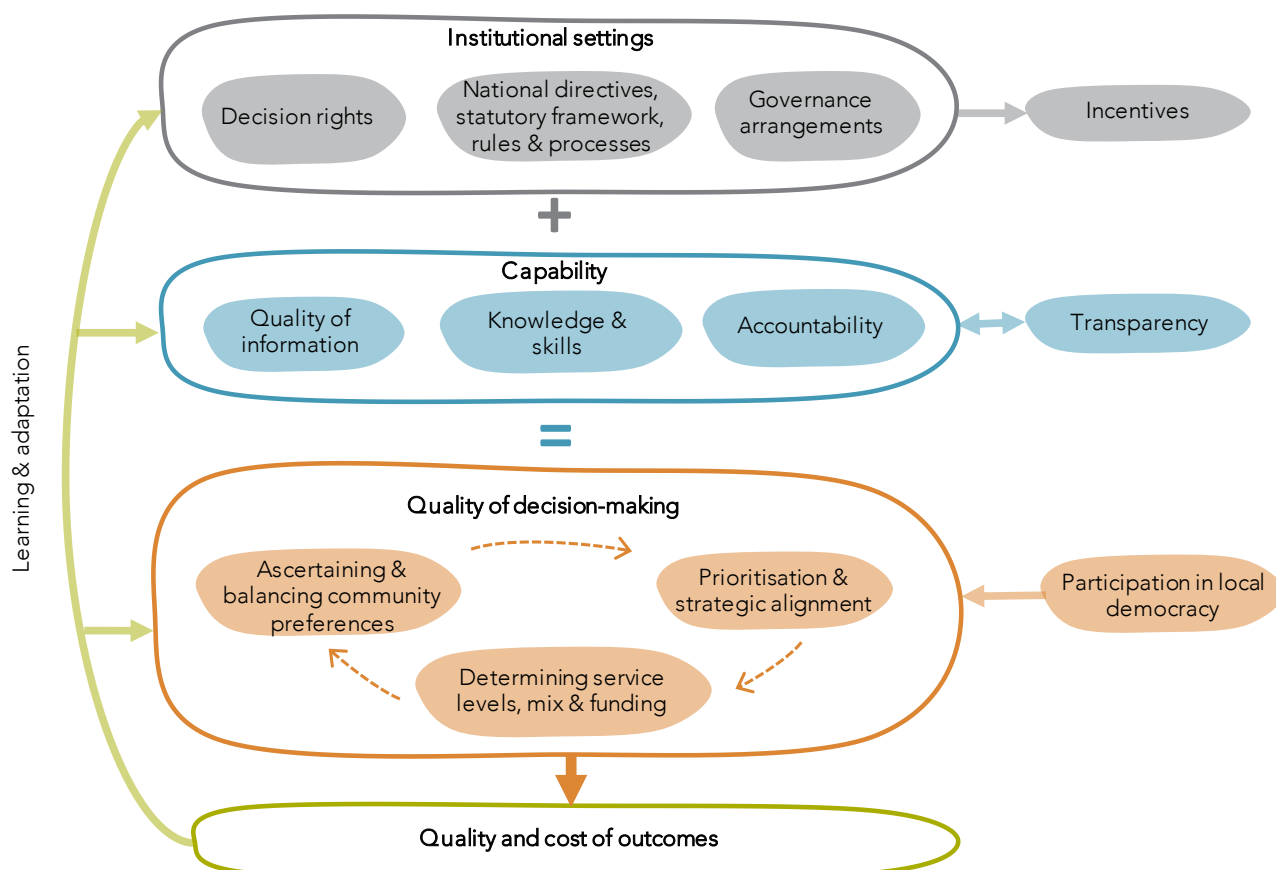 Institutional settings
Decision rights
National directives,
statutory framework,
rules & processes
Governance
arrangements
Incentives
+
Capability
Quality of
information
Knowledge &
skills
Accountability
Transparency
=
Learning & adaptation
Quality of decision-making
Ascertaining &
balancing community
preferences
Prioritisation &
strategic alignment
Determining service
levels, mix & funding
Participation in local
democracy
Quality and cost of outcomes